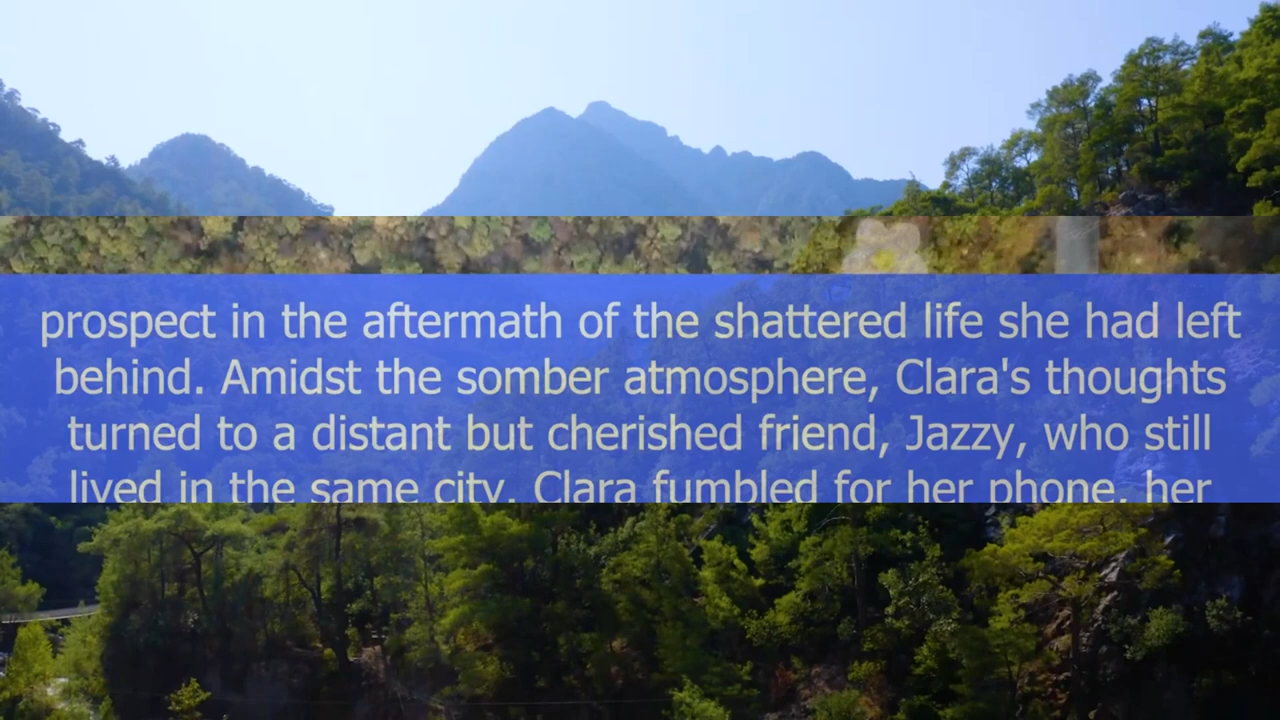 prospect in the aftermath of the shattered life she had left
behind. Amidst the somber atmosphere, Clara's thoughts
turned to a distant but cherished friend, Jazzy, who still
lived in the same city. Clara fumbled for her phone, her